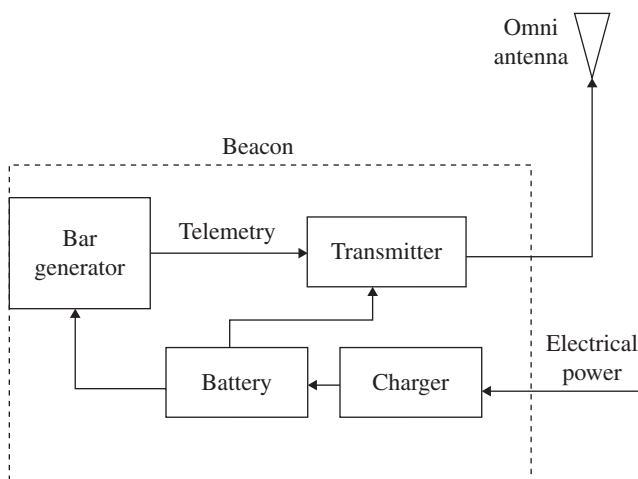 Omni
antenna
Beacon
Bar
generator
Telemetry
Transmitter
Battery
Charger
Electrical
power